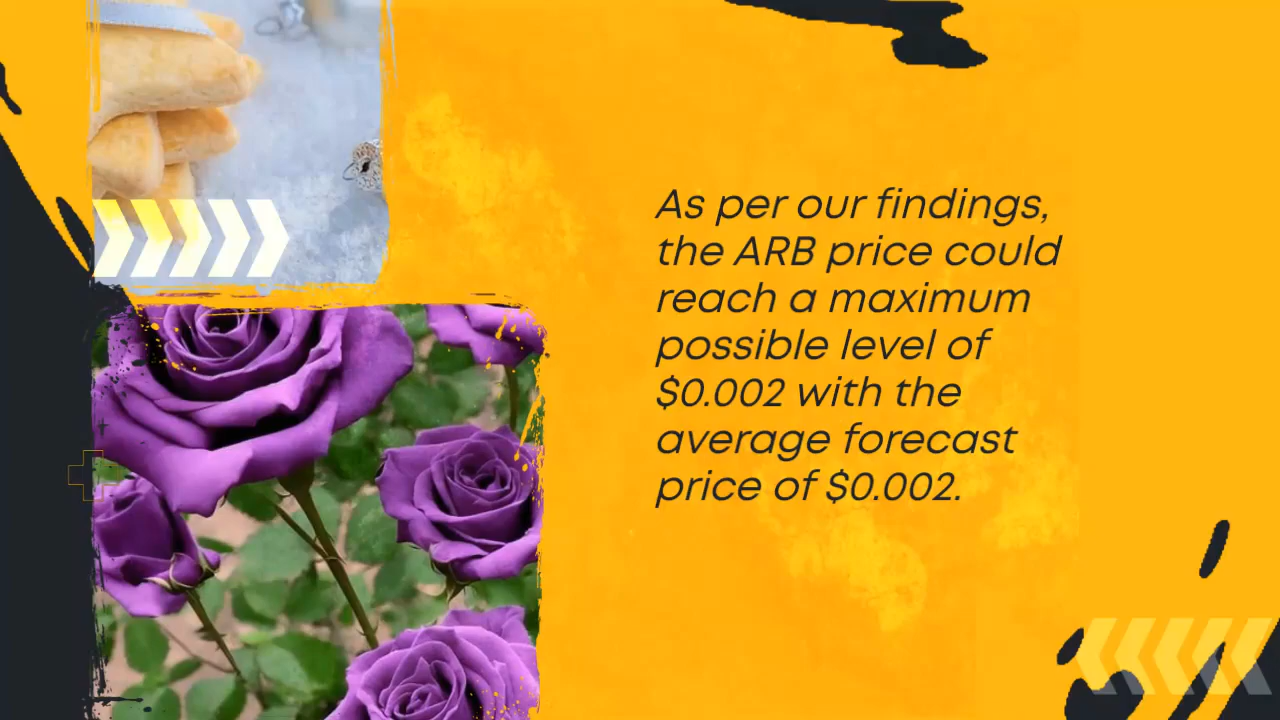 As per our findings,
the ARB price could
reach a maximum
possible level of
$0.002 with the
average forecast
price of $0.002.